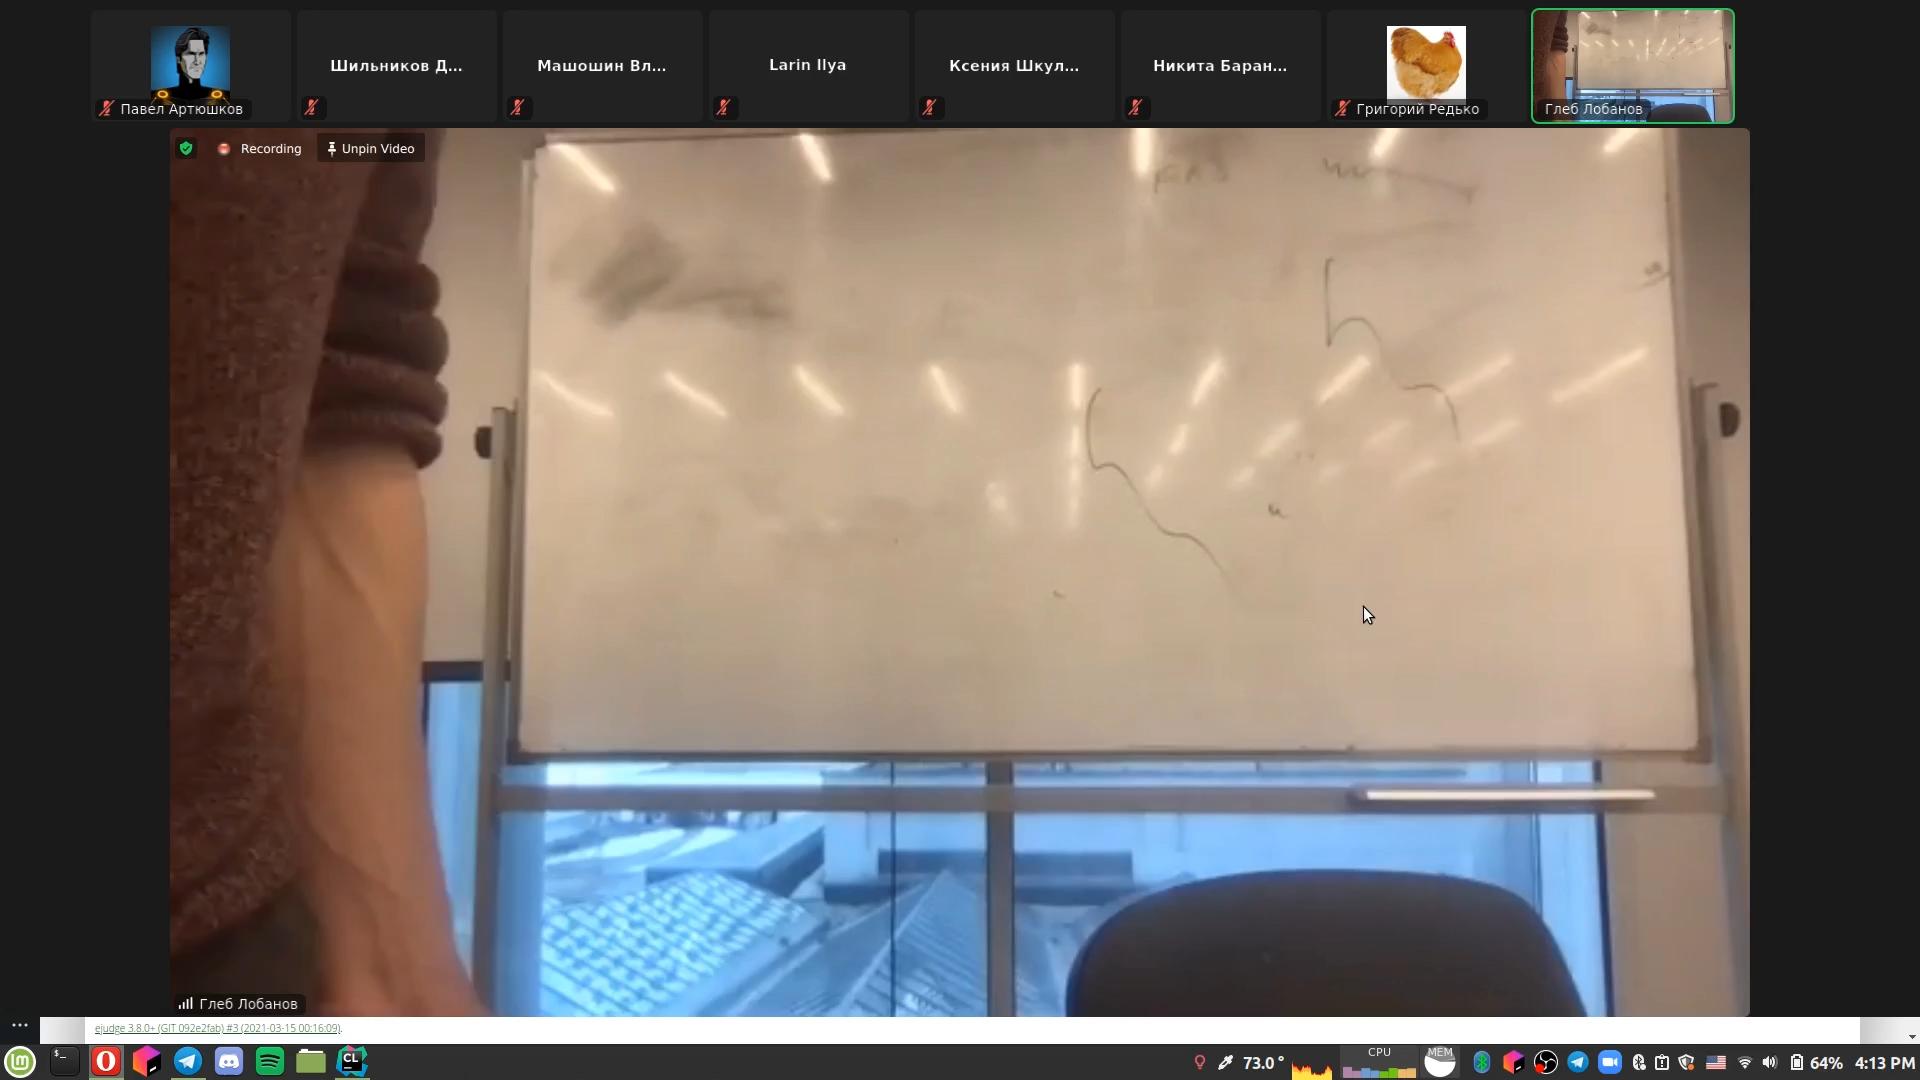 Павел Артюшков
Шильников Д...
Машошин Вл...
Larin Ilya
Ксения Шкул...
Никита Баран...
Григорий Редько
Глеб Лобанов
Recording
Unpin Video
Глеб Лобанов
ejudge 3.8.0+ (GIT 092e2fab) #3 (2021-03-15 00:16:09).
lm
$_
CL
73.0°
CPU
MEM
64%
4:13 PM